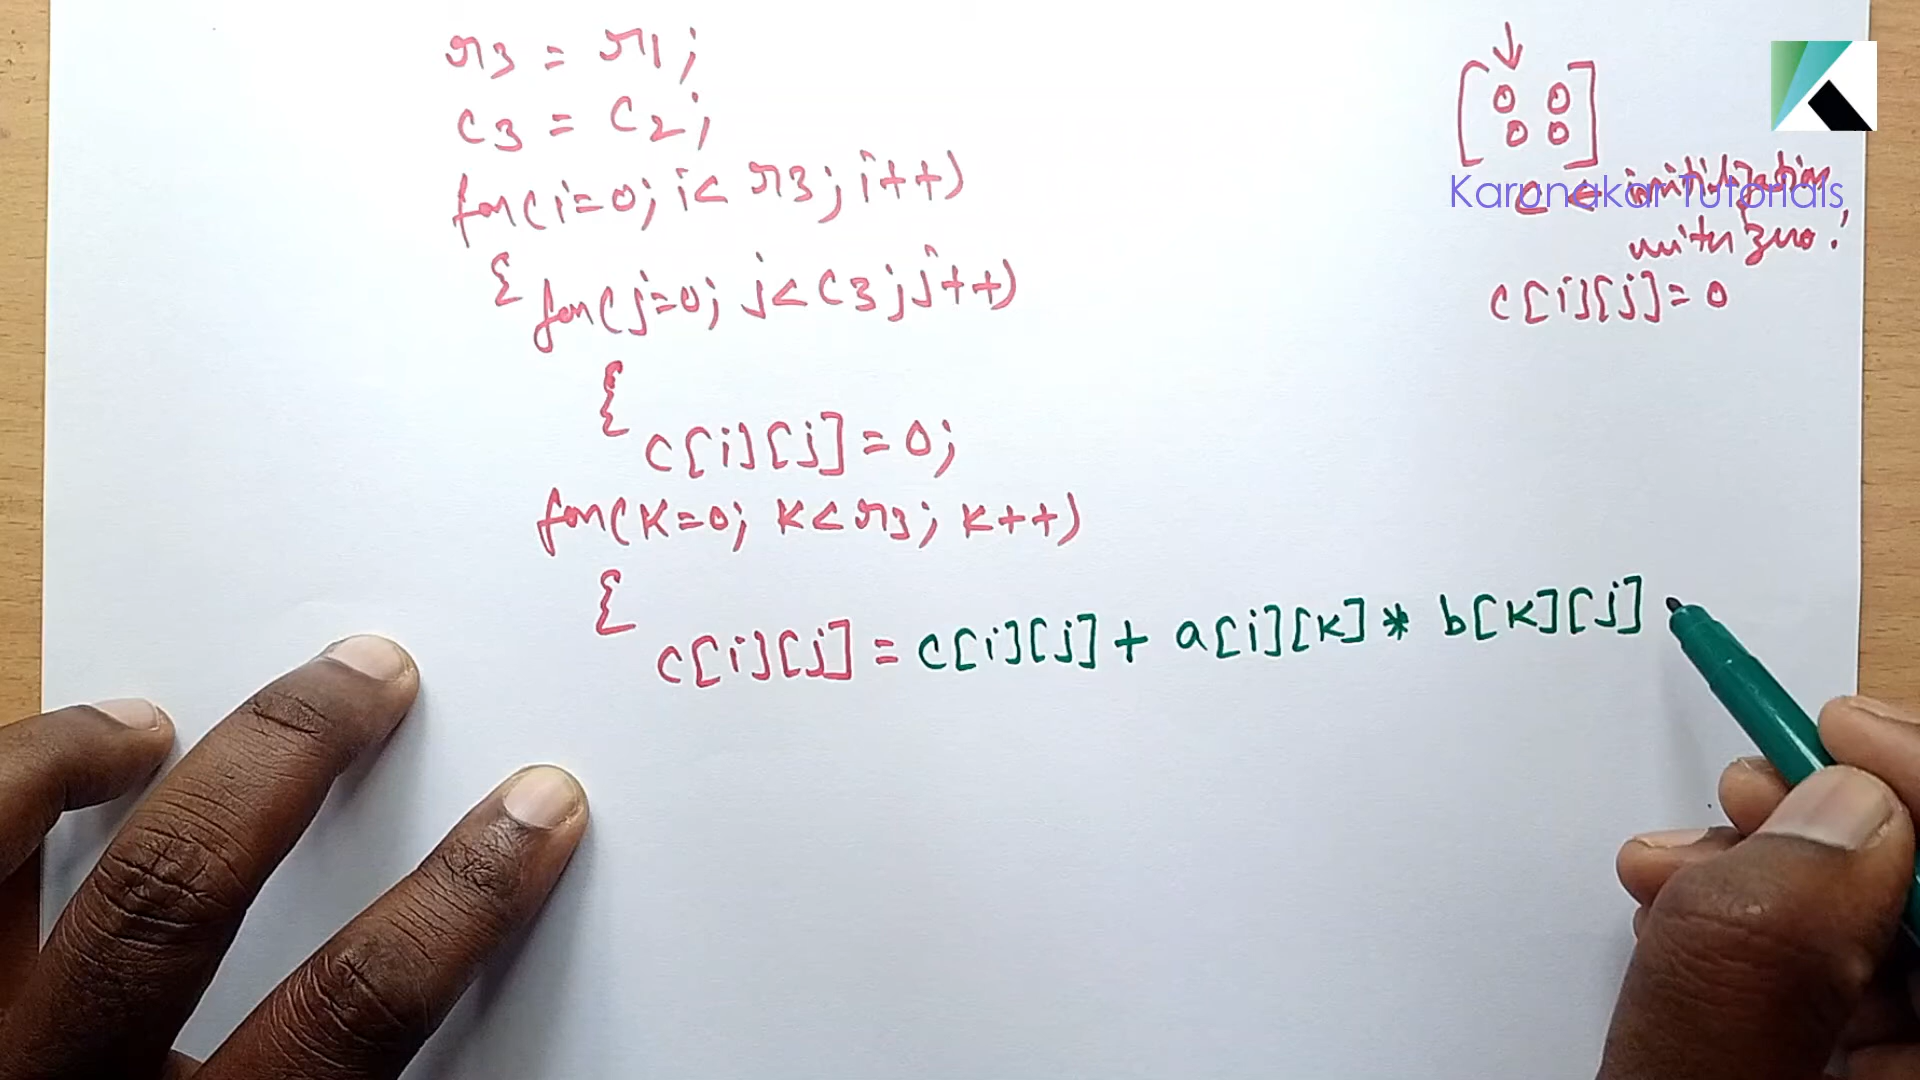 r3 = r1;
c3 = c2;
for(i=0; i< r3; i++)
{ for(j=0; j< c3; j++)
{
c[i][j] = 0;
for(k=0; k<r3; k++)
{
c[i][j] = c[i][j] + a[i][k] * b[k][j]
[0 0
0 0]
Karunakar Tutorials
c ← initilization
with zero!
c[i][j] = 0